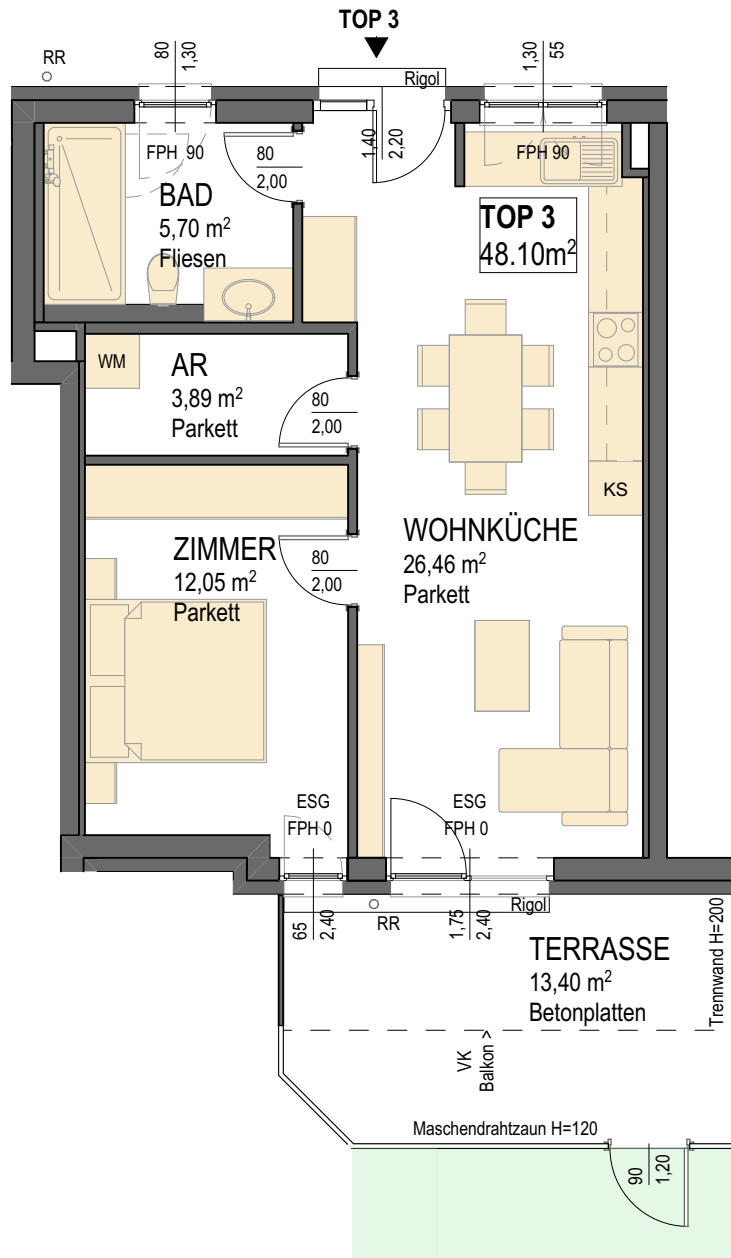 TOP 3
RR
80
1,30
Rigol
1,30
55
1,40
2,20
FPH 90
80
2,00
FPH 90
BAD
5,70 m²
Fliesen
TOP 3
48.10m²
WM
AR
3,89 m²
Parkett
80
2,00
KS
ZIMMER
12,05 m²
Parkett
80
2,00
WOHNKÜCHE
26,46 m²
Parkett
ESG
FPH 0
ESG
FPH 0
65
2,40
RR
1,75
2,40
Rigol
TERRASSE
13,40 m²
Betonplatten
Trennwand H=200
VK
Balkon >
Maschendrahtzaun H=120
90
1,20